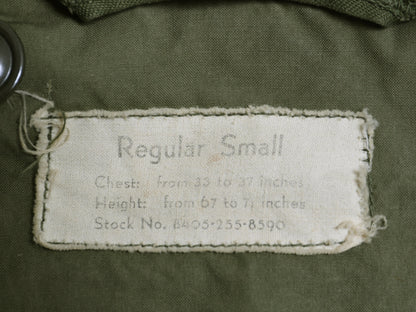 Regular Small
Chest: from 33 to 37 inches
Height: from 67 to 71 inches
Stock No. 8405-255-8590